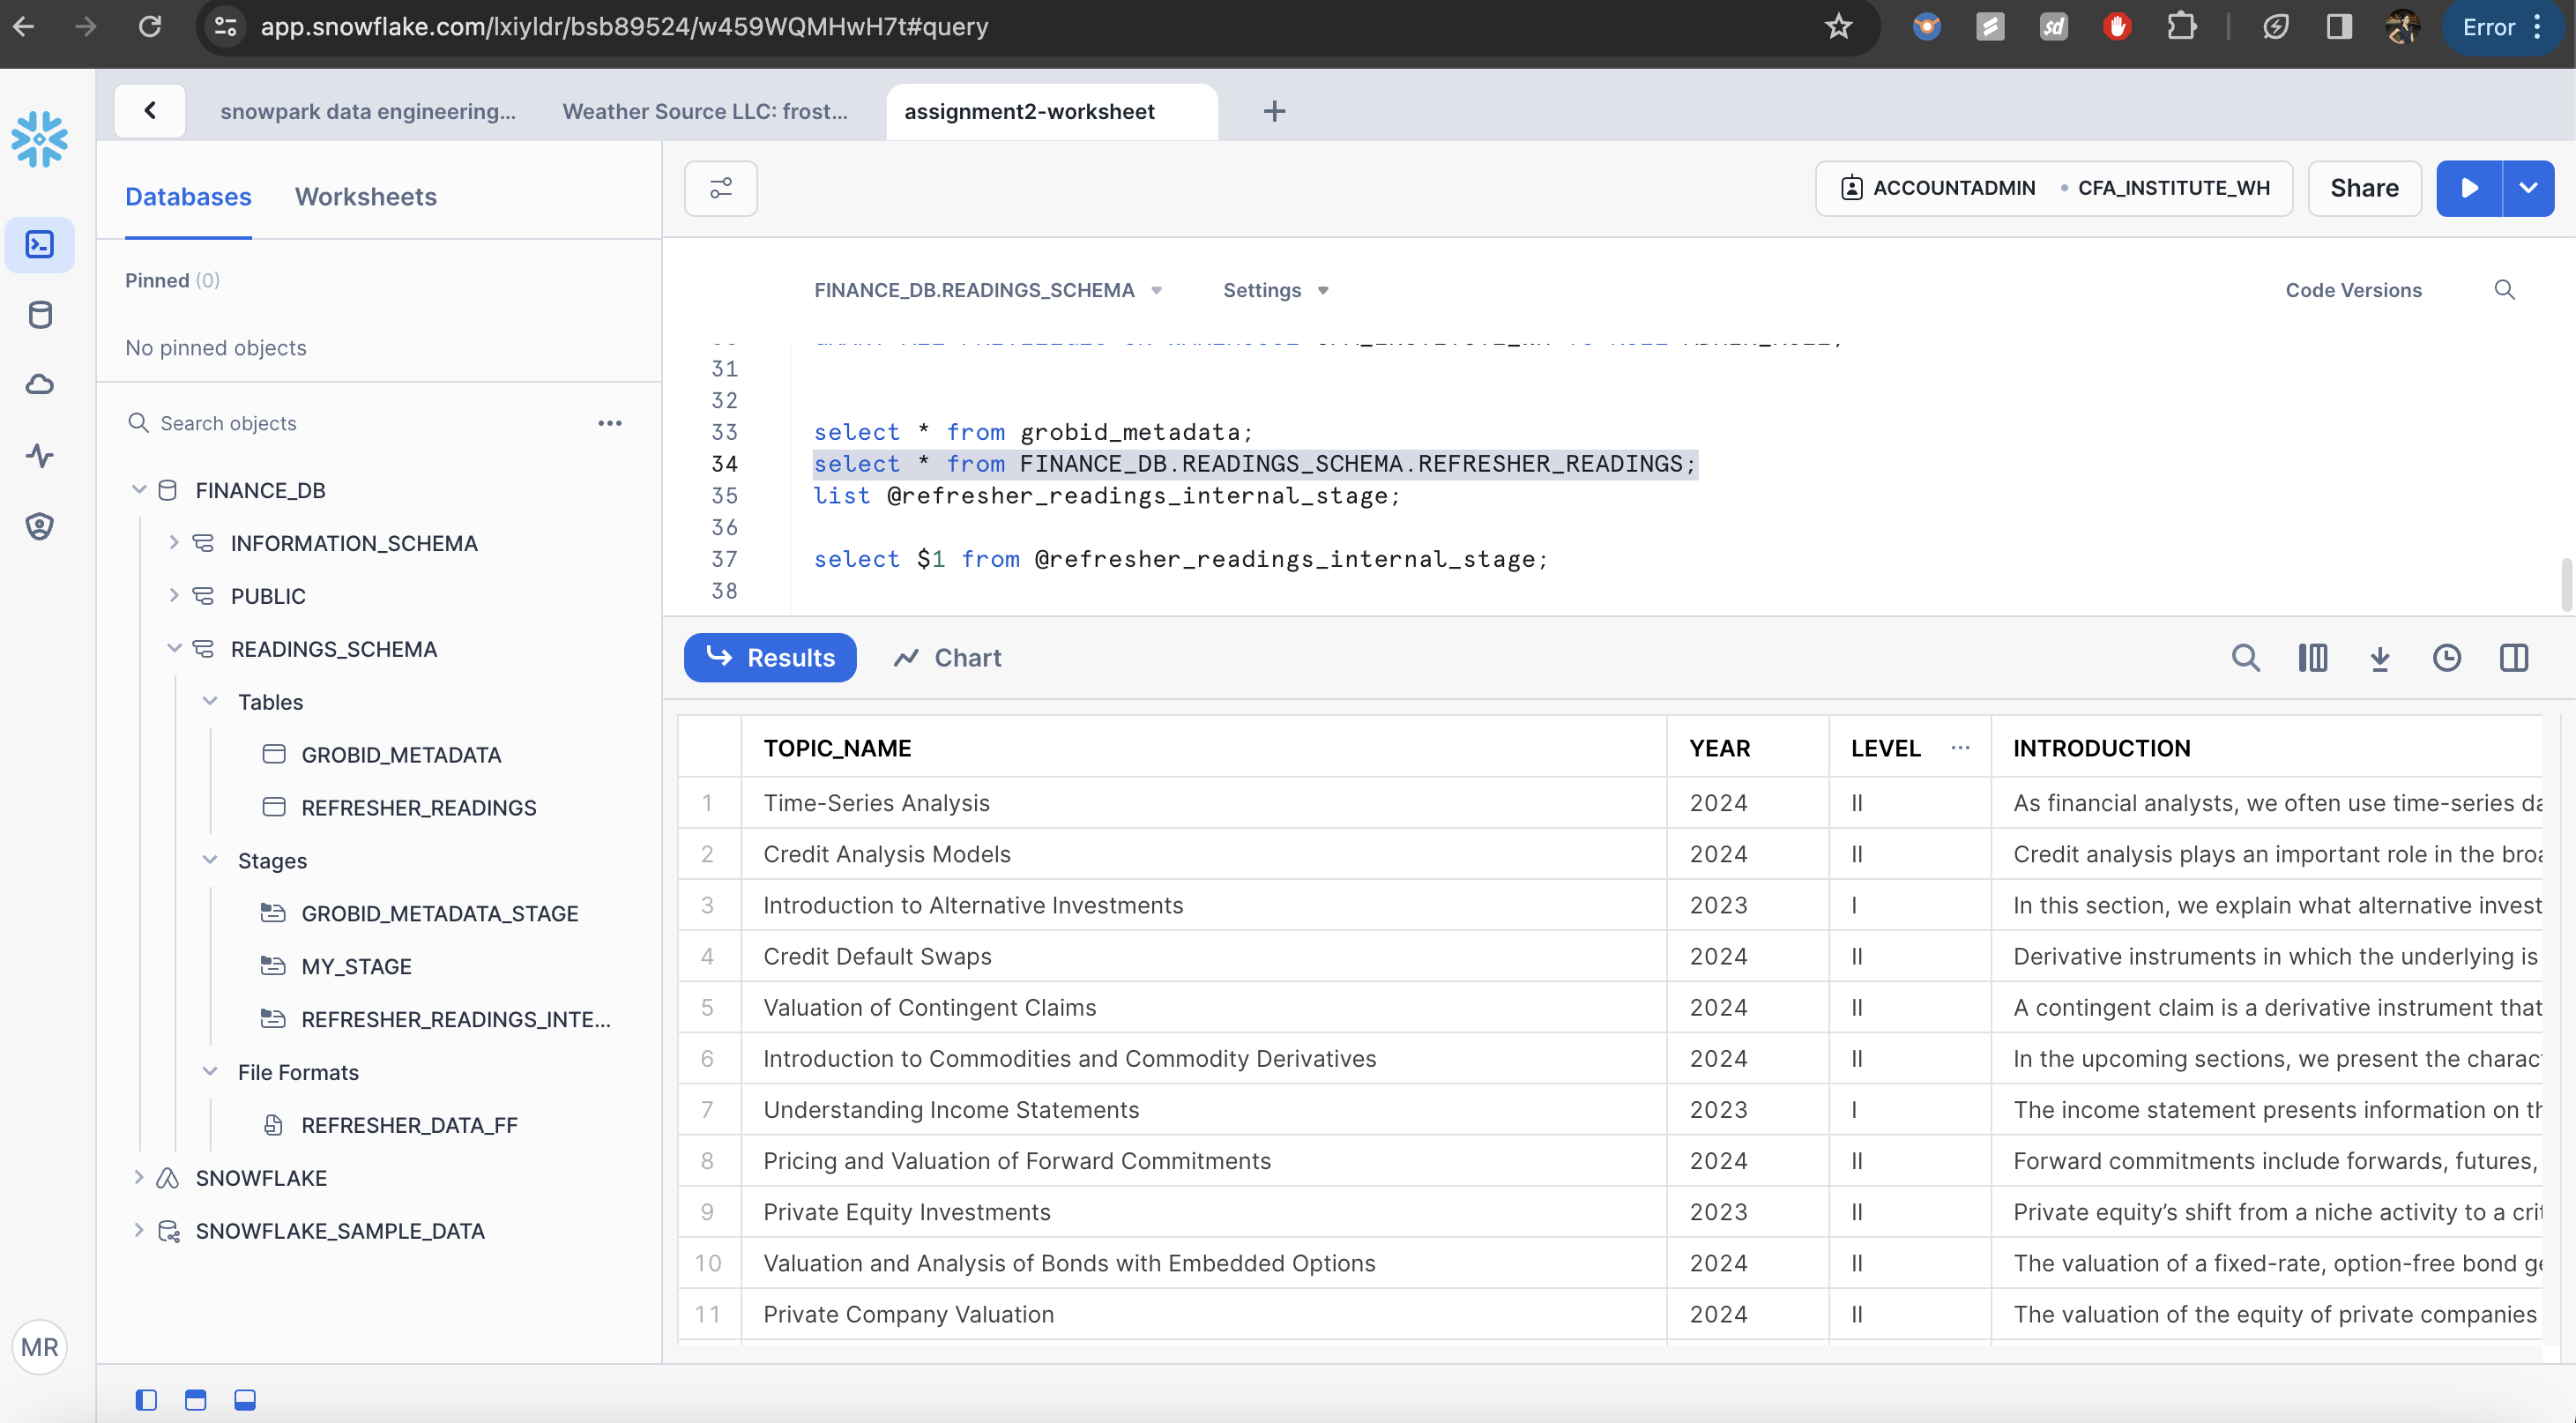 app.snowflake.com/lxiyldr/bsb89524/w459WQMHwH7t#query
Error
snowpark data engineering...
Weather Source LLC: frost...
assignment2-worksheet
Databases
Worksheets
ACCOUNTADMIN • CFA_INSTITUTE_WH
Share
Pinned (0)
No pinned objects
Search objects
FINANCE_DB
INFORMATION_SCHEMA
PUBLIC
READINGS_SCHEMA
Tables
GROBID_METADATA
REFRESHER_READINGS
Stages
GROBID_METADATA_STAGE
MY_STAGE
REFRESHER_READINGS_INTE...
File Formats
REFRESHER_DATA_FF
SNOWFLAKE
SNOWFLAKE_SAMPLE_DATA
MR
FINANCE_DB.READINGS_SCHEMA
Settings
Code Versions
31
32
33 select * from grobid_metadata;
34 select * from FINANCE_DB.READINGS_SCHEMA.REFRESHER_READINGS;
35 list @refresher_readings_internal_stage;
36
37 select $1 from @refresher_readings_internal_stage;
38
Results
Chart
TOPIC_NAME YEAR LEVEL ... INTRODUCTION
1 Time-Series Analysis 2024 II As financial analysts, we often use time-series da
2 Credit Analysis Models 2024 II Credit analysis plays an important role in the broa
3 Introduction to Alternative Investments 2023 I In this section, we explain what alternative invest
4 Credit Default Swaps 2024 II Derivative instruments in which the underlying is
5 Valuation of Contingent Claims 2024 II A contingent claim is a derivative instrument that
6 Introduction to Commodities and Commodity Derivatives 2024 II In the upcoming sections, we present the charact
7 Understanding Income Statements 2023 I The income statement presents information on th
8 Pricing and Valuation of Forward Commitments 2024 II Forward commitments include forwards, futures,
9 Private Equity Investments 2023 II Private equity’s shift from a niche activity to a crit
10 Valuation and Analysis of Bonds with Embedded Options 2024 II The valuation of a fixed-rate, option-free bond ge
11 Private Company Valuation 2024 II The valuation of the equity of private companies